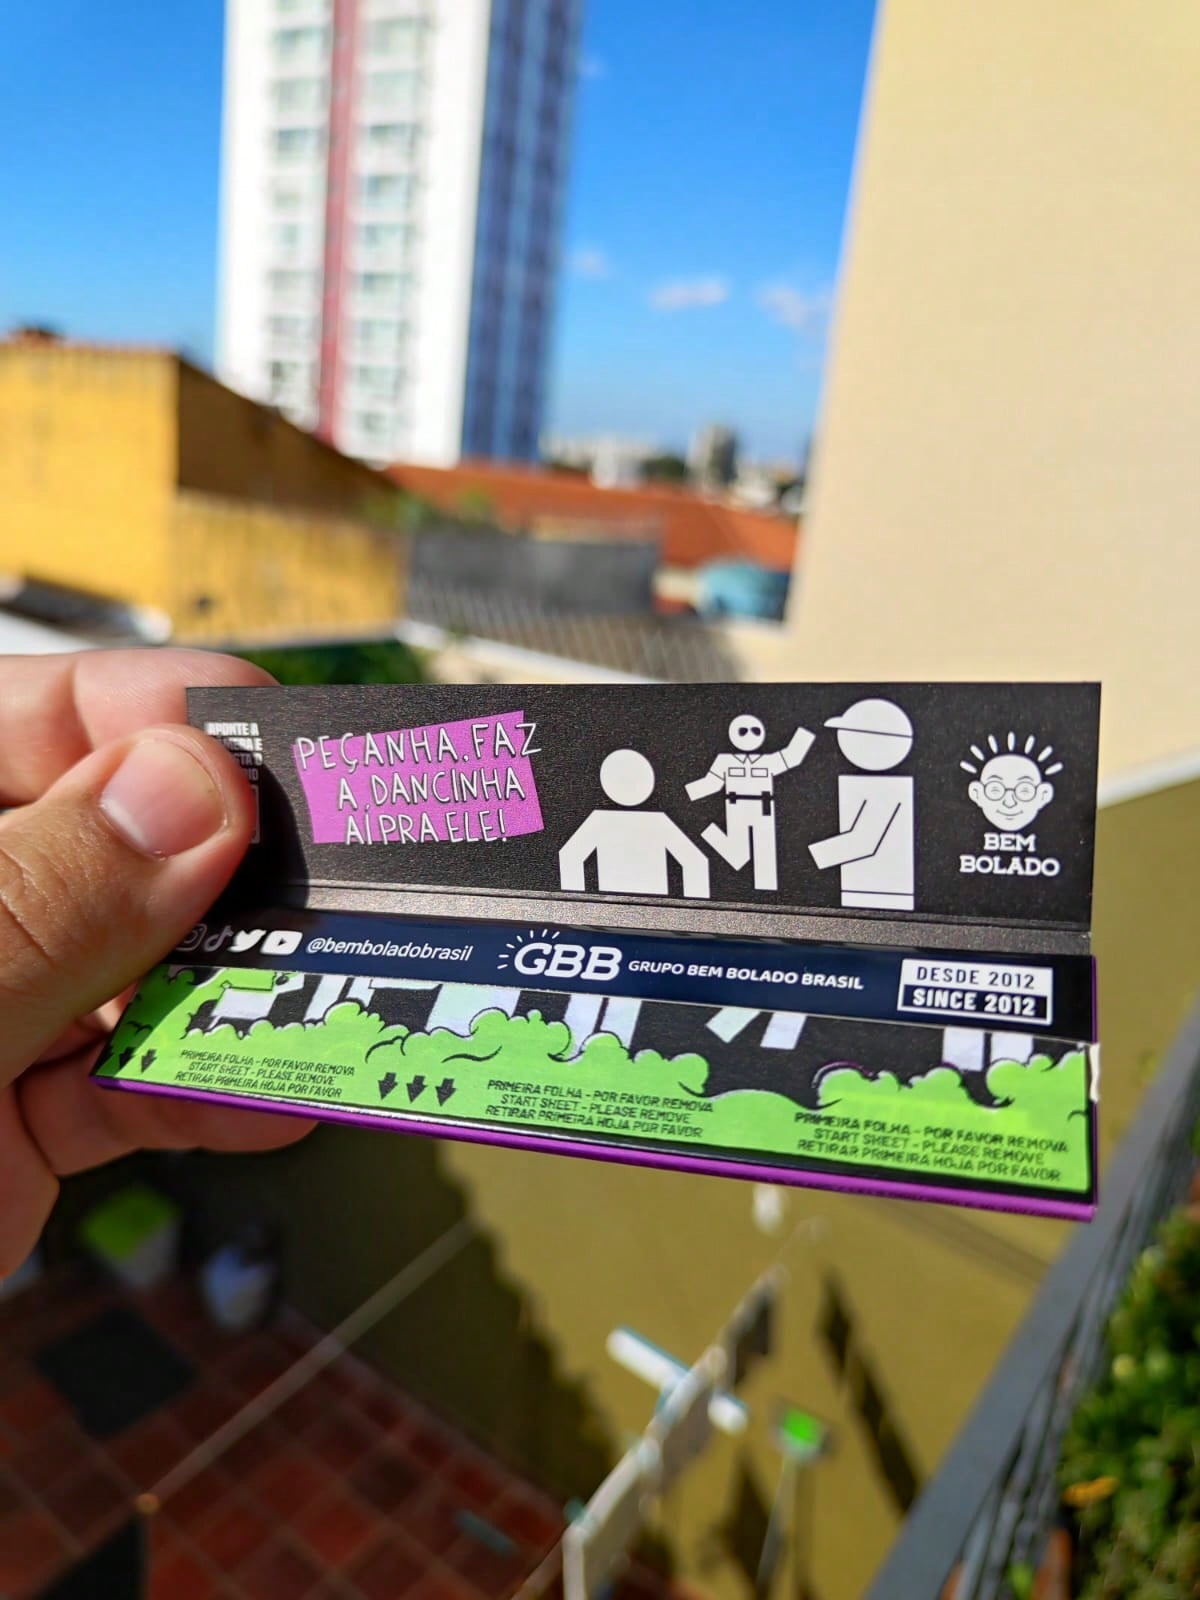 APONTE A
PEÇANHA, FAZ
A DANCINHA
AÍ PRA ELE!
BEM
BOLADO
@bemboladobrasil
GBB GRUPO BEM BOLADO BRASIL
DESDE 2012
SINCE 2012
PRIMEIRA FOLHA - POR FAVOR REMOVA
START SHEET - PLEASE REMOVE
RETIRAR PRIMEIRA HOJA POR FAVOR
PRIMEIRA FOLHA - POR FAVOR REMOVA
START SHEET - PLEASE REMOVE
RETIRAR PRIMEIRA HOJA POR FAVOR
PRIMEIRA FOLHA - POR FAVOR REMOVA
START SHEET - PLEASE REMOVE
RETIRAR PRIMEIRA HOJA POR FAVOR